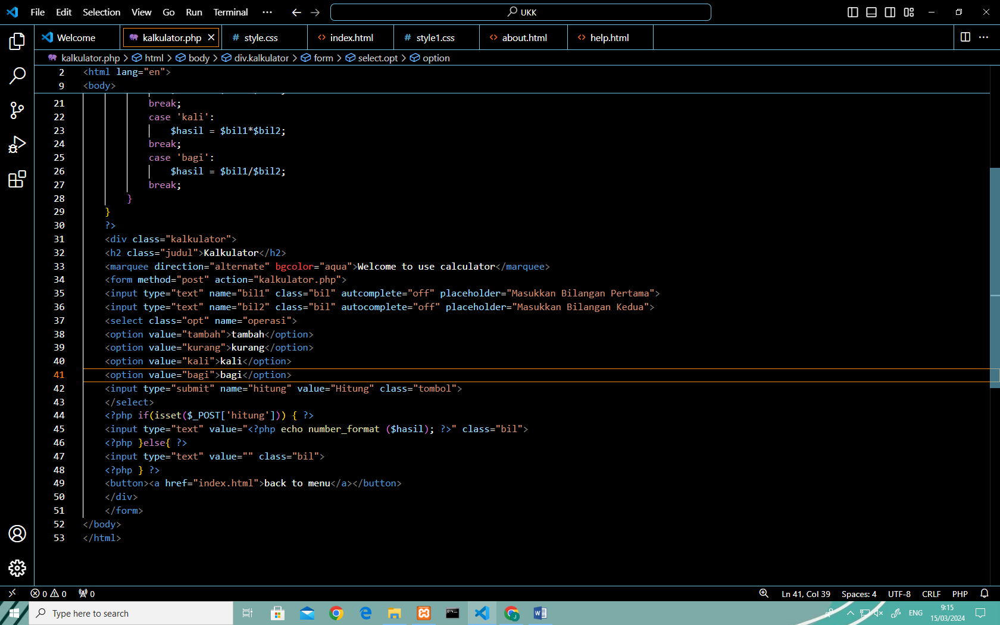 File Edit Selection View Go Run Terminal ··· UKK
Welcome kalkulator.php style.css index.html style1.css about.html help.html
kalkulator.php > html > body > div.kalkulator > form > select.opt > option
2 <html lang="en">
9 <body>
21 break;
22 case 'kali':
23 $hasil = $bil1*$bil2;
24 break;
25 case 'bagi':
26 $hasil = $bil1/$bil2;
27 break;
28 }
29 }
30 ?>
31 <div class="kalkulator">
32 <h2 class="judul">Kalkulator</h2>
33 <marquee direction="alternate" bgcolor="aqua">Welcome to use calculator</marquee>
34 <form method="post" action="kalkulator.php">
35 <input type="text" name="bil1" class="bil" autcomplete="off" placeholder="Masukkan Bilangan Pertama">
36 <input type="text" name="bil2" class="bil" autocomplete="off" placeholder="Masukkan Bilangan Kedua">
37 <select class="opt" name="operasi">
38 <option value="tambah">tambah</option>
39 <option value="kurang">kurang</option>
40 <option value="kali">kali</option>
41 <option value="bagi">bagi</option>
42 <input type="submit" name="hitung" value="Hitung" class="tombol">
43 </select>
44 <?php if(isset($_POST['hitung'])) { ?>
45 <input type="text" value="<?php echo number_format ($hasil); ?>" class="bil">
46 <?php }else{ ?>
47 <input type="text" value="" class="bil">
48 <?php } ?>
49 <button><a href="index.html">back to menu</a></button>
50 </div>
51 </form>
52 </body>
53 </html>
0 0 0 Ln 41, Col 39 Spaces: 4 UTF-8 CRLF PHP
Type here to search ENG 9:15
15/03/2024